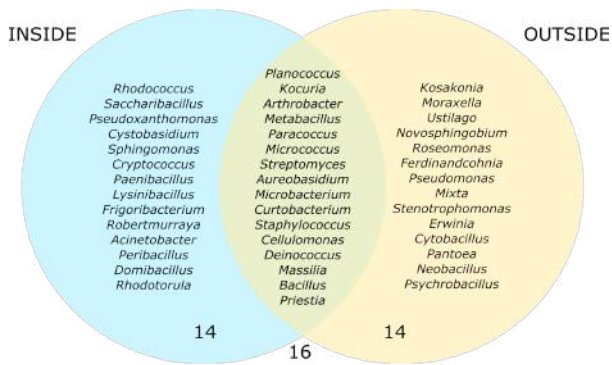 INSIDE
OUTSIDE
Rhodococcus
Saccharibacillus
Pseudoxanthomonas
Cystobasidium
Sphingomonas
Cryptococcus
Paenibacillus
Lysinibacillus
Frigoribacterium
Robertmurraya
Acinetobacter
Peribacillus
Domibacillus
Rhodotorula
14
Planococcus
Kocuria
Arthrobacter
Metabacillus
Paracoccus
Micrococcus
Streptomyces
Aureobasidium
Microbacterium
Curtobacterium
Staphylococcus
Cellulomonas
Deinococcus
Massilia
Bacillus
Priestia
16
Kosakonia
Moraxella
Ustilago
Novosphingobium
Roseomonas
Ferdinandcohnia
Pseudomonas
Mixta
Stenotrophomonas
Erwinia
Cytobacillus
Pantoea
Neobacillus
Psychrobacillus
14